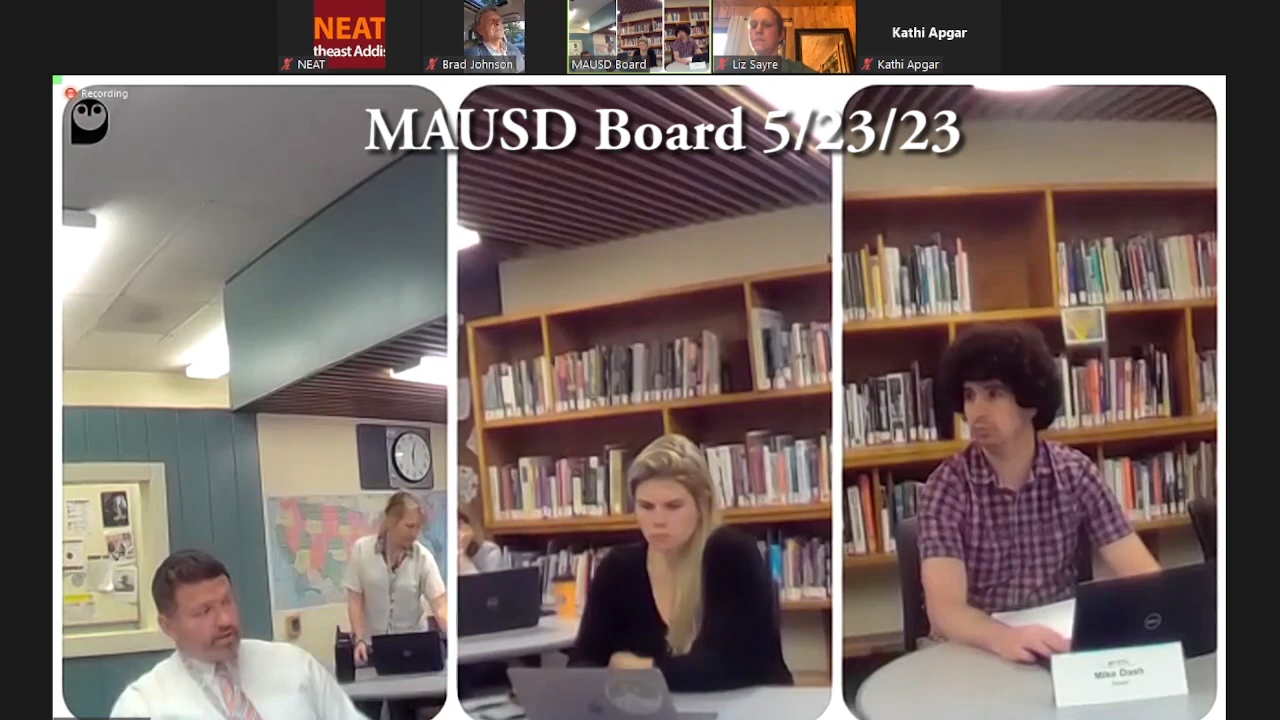 NEAT
theast Addis
NEAT
Brad Johnson
MAUSD Board
Liz Sayre
Kathi Apgar
Kathi Apgar
Recording
MAUSD Board 5/23/23
Mike Dash